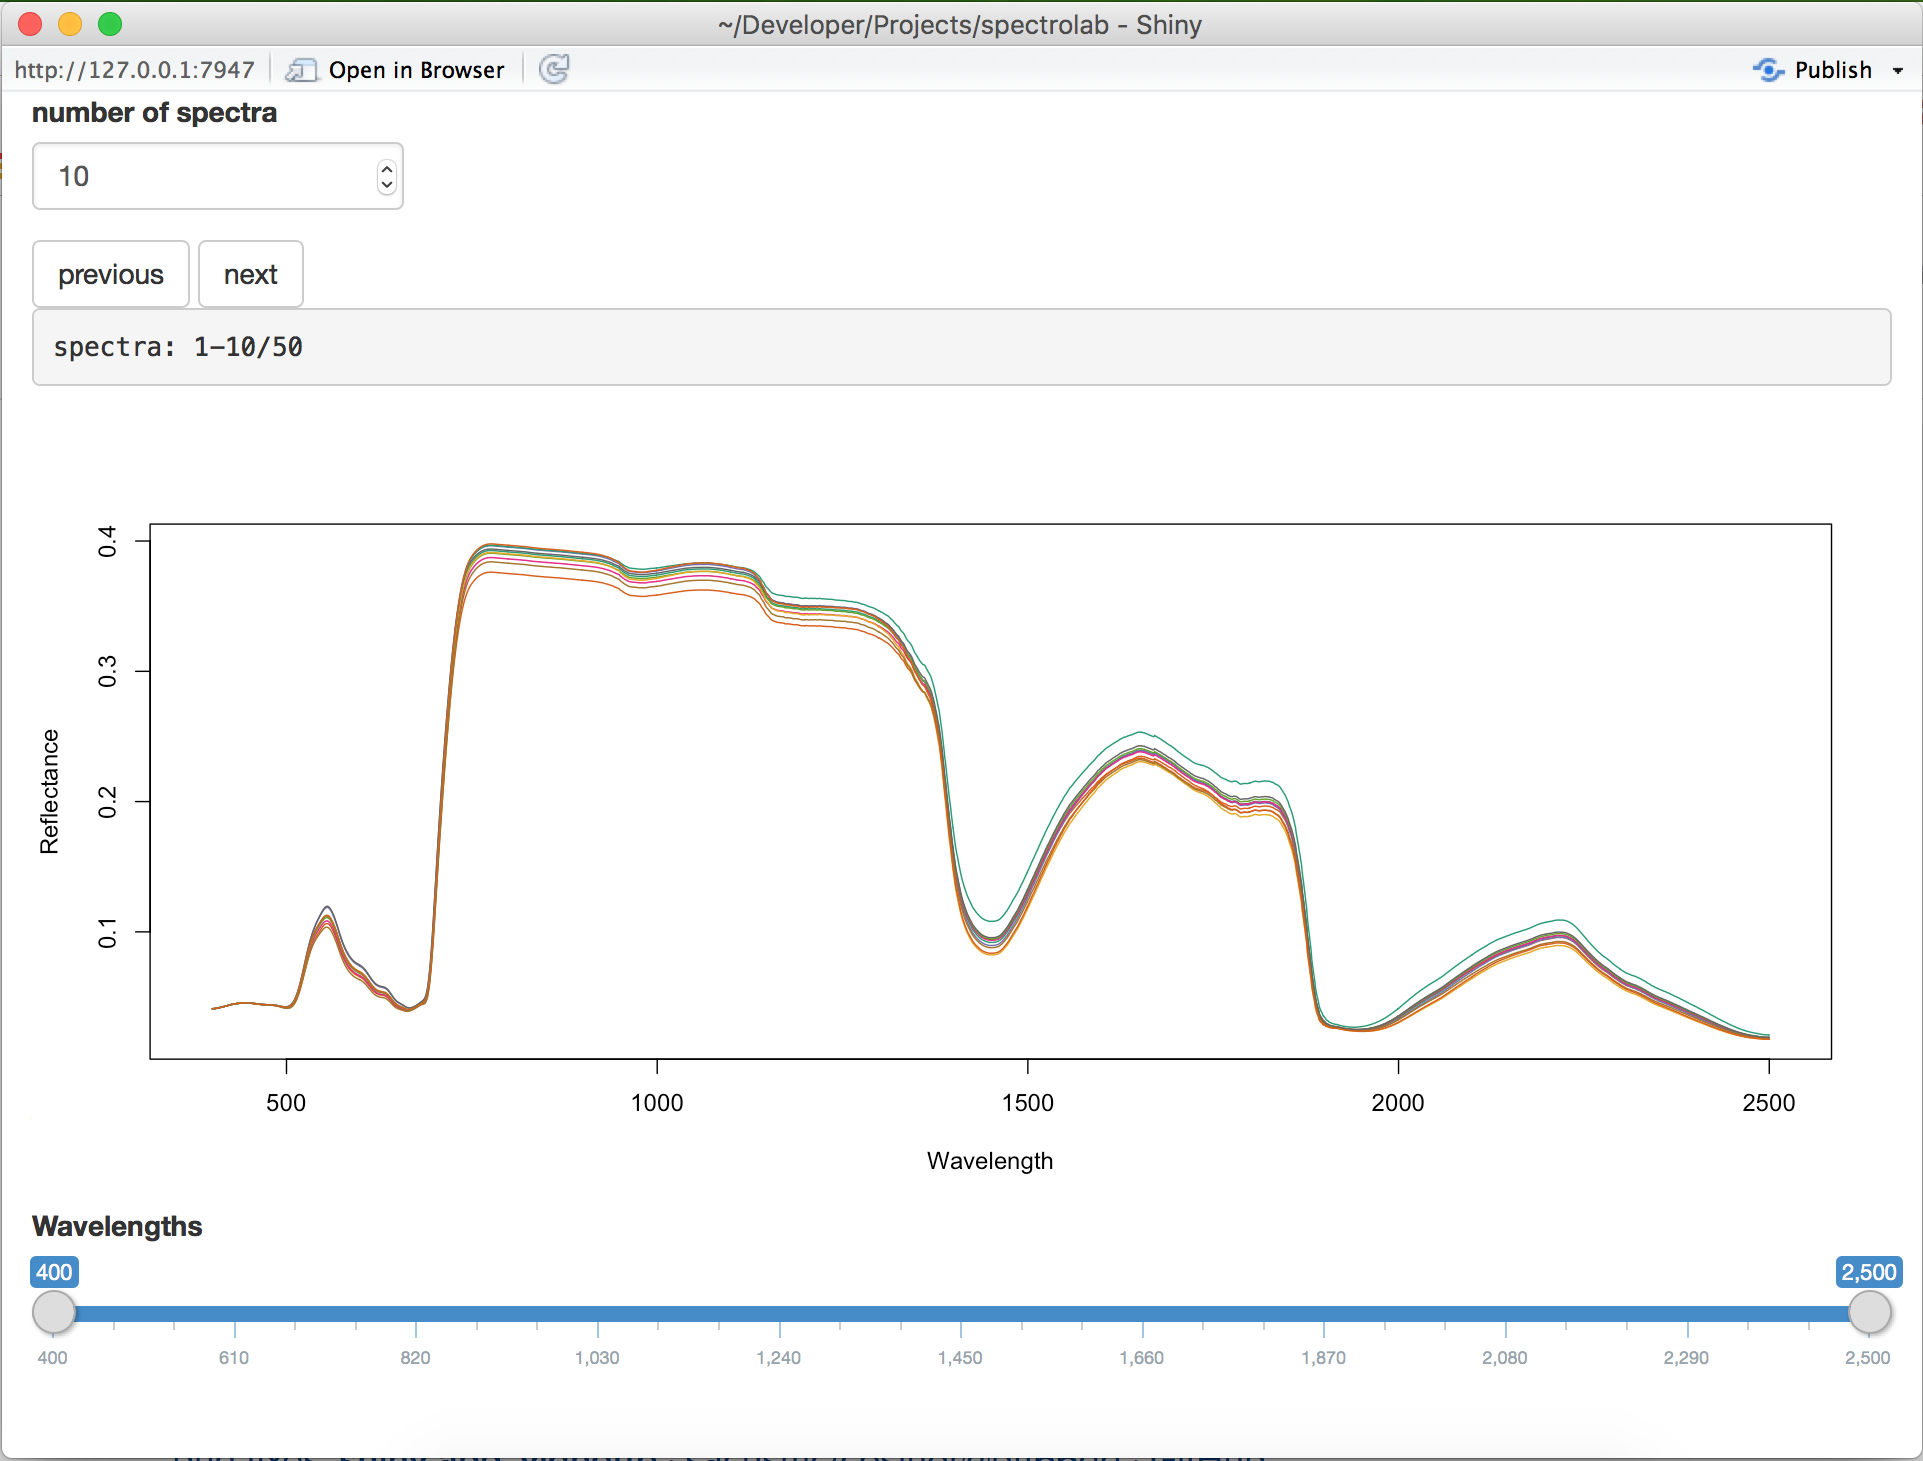 ~/Developer/Projects/spectrolab - Shiny
http://127.0.0.1:7947 Open in Browser Publish
number of spectra
10
previous next
spectra: 1-10/50
0.4
0.3
0.2
0.1
Reflectance
500 1000 1500 2000 2500
Wavelength
Wavelengths
400 2,500
400 610 820 1,030 1,240 1,450 1,660 1,870 2,080 2,290 2,500